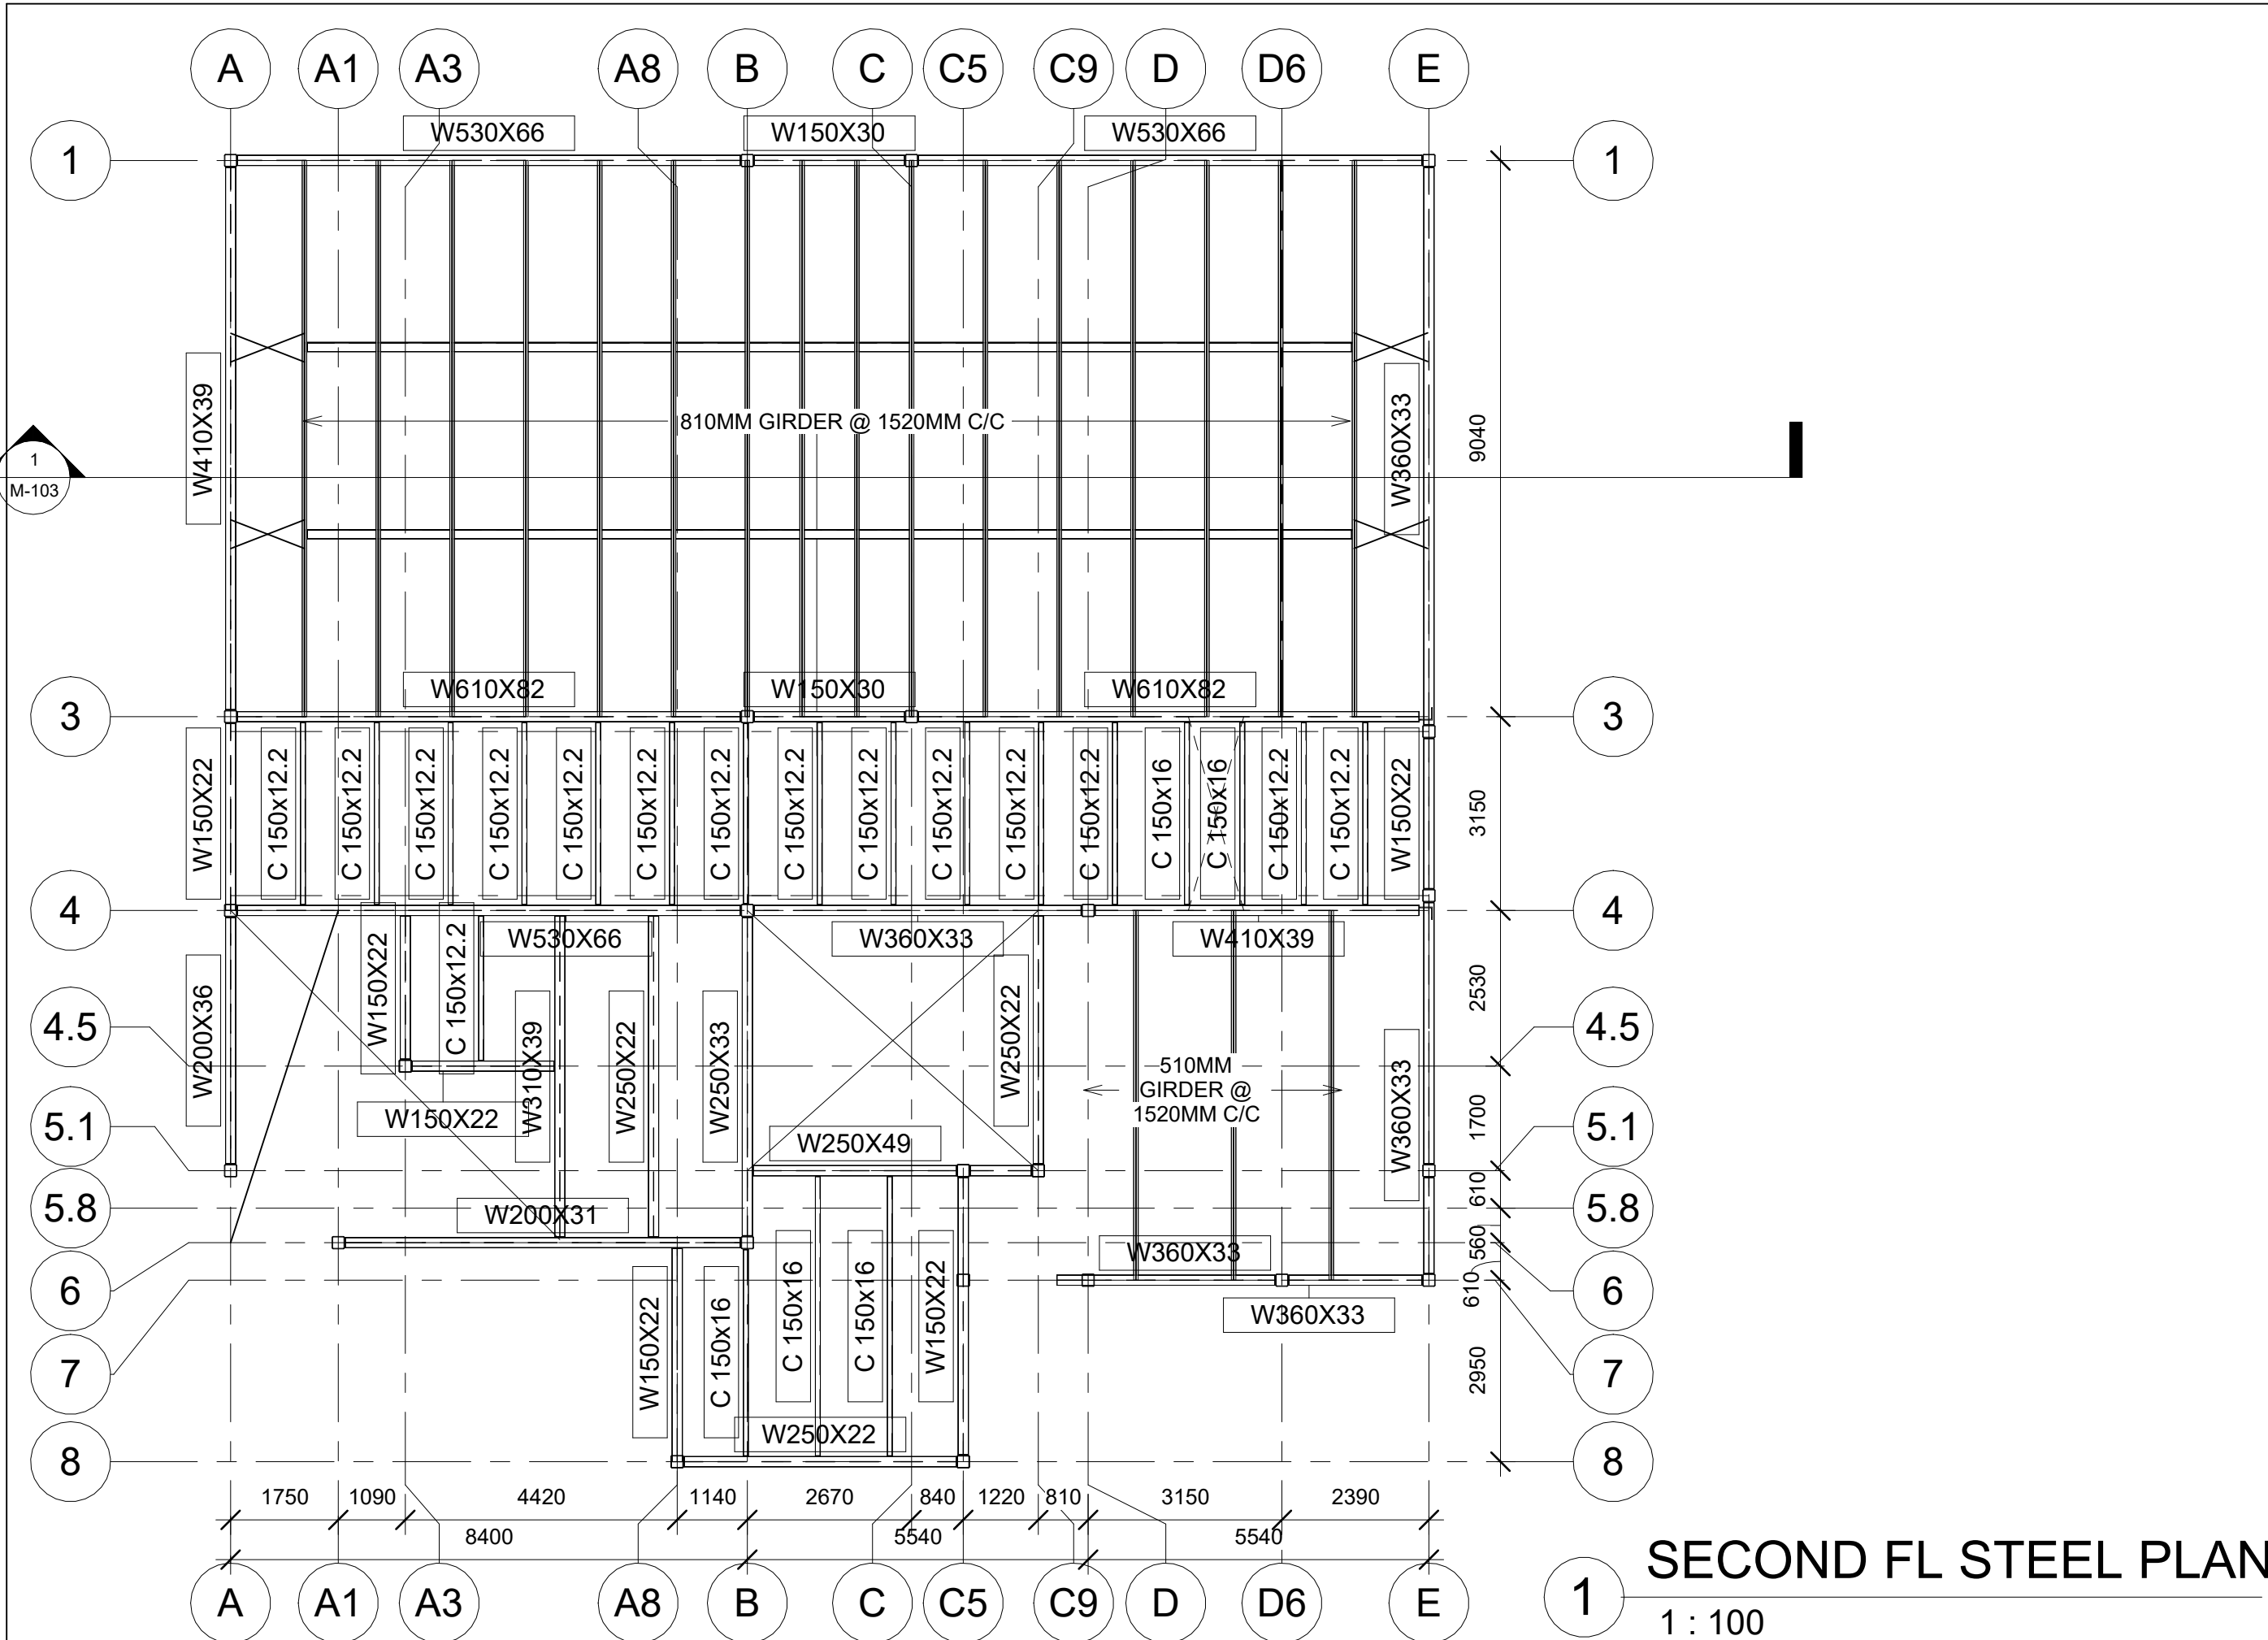 A
A1
A3
A8
B
C
C5
C9
D
D6
E
W530X66
W150X30
W530X66
1
1
W410X39
W360X33
9040
810MM GIRDER @ 1520MM C/C
1
M-103
W610X82
W150X30
W610X82
3
3
W150X22
C 150x12.2
C 150x12.2
C 150x12.2
C 150x12.2
C 150x12.2
C 150x12.2
C 150x12.2
C 150x12.2
C 150x12.2
C 150x12.2
C 150x12.2
C 150x12.2
C 150x16
C 150x16
C 150x12.2
C 150x12.2
W150X22
3150
4
4
W530X66
W360X33
W410X39
W200X36
W150X22
C 150x12.2
W310X39
W250X22
W250X33
W250X22
W360X33
2530
4.5
4.5
510MM
GIRDER @
1520MM C/C
W150X22
1700
5.1
5.1
W250X49
610
5.8
5.8
W200X31
560
W360X33
6
6
610
W360X33
W150X22
C 150x16
C 150x16
C 150x16
W150X22
7
7
2950
W250X22
8
8
1750
1090
4420
1140
2670
840
1220
810
3150
2390
8400
5540
5540
A
A1
A3
A8
B
C
C5
C9
D
D6
E
1
SECOND FL STEEL PLAN
1 : 100